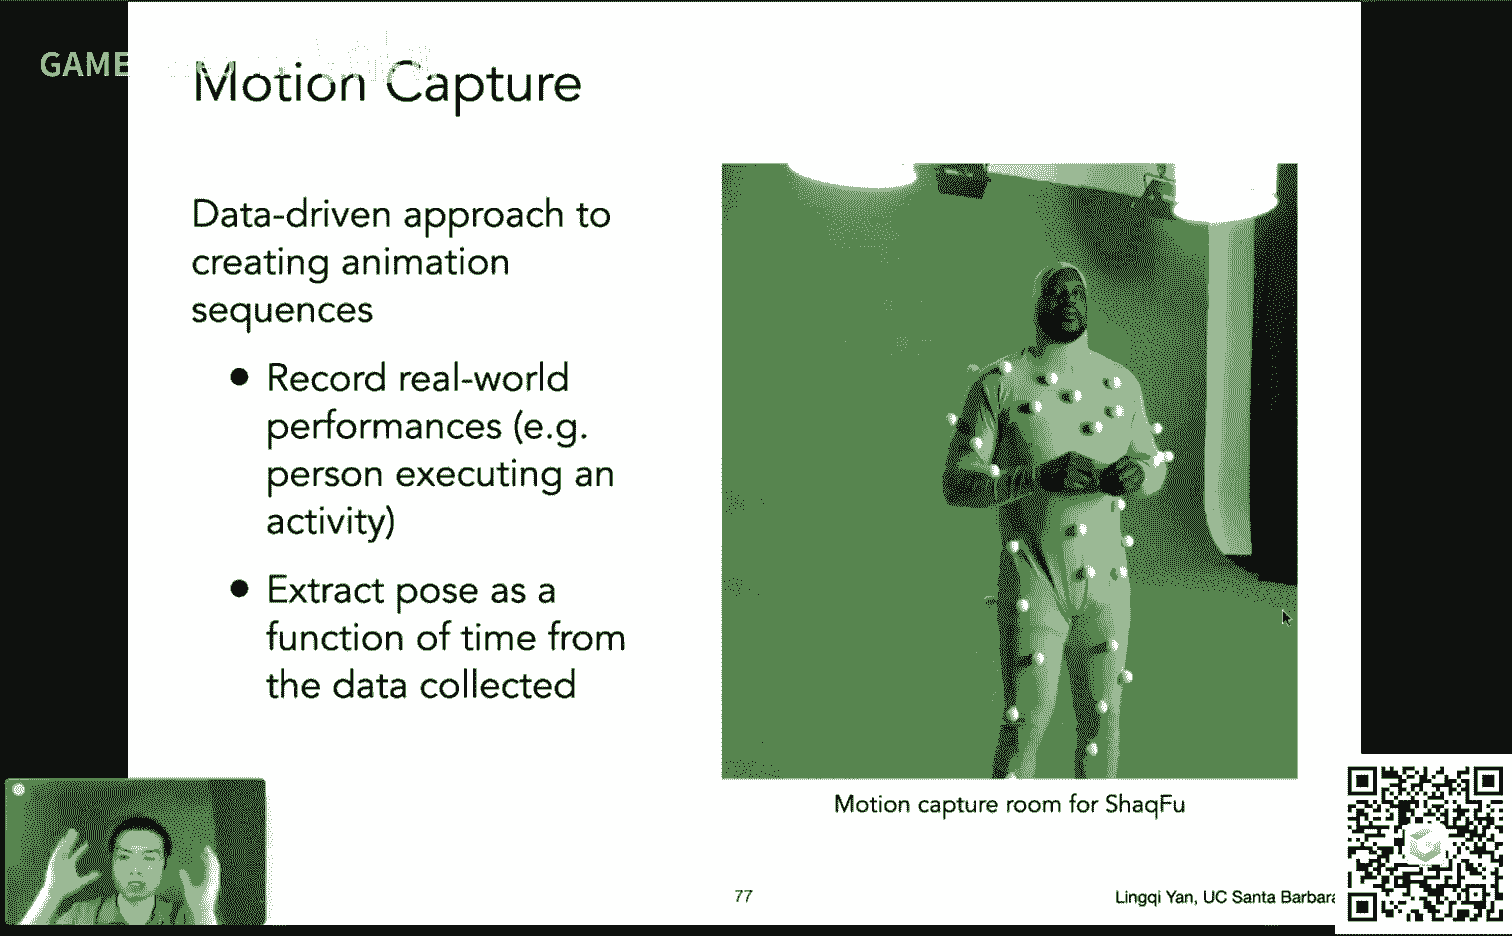 GAME
Motion Capture
Data-driven approach to
creating animation
sequences
● Record real-world
performances (e.g.
person executing an
activity)
● Extract pose as a
function of time from
the data collected
Motion capture room for ShaqFu
77
Lingqi Yan, UC Santa Barbara